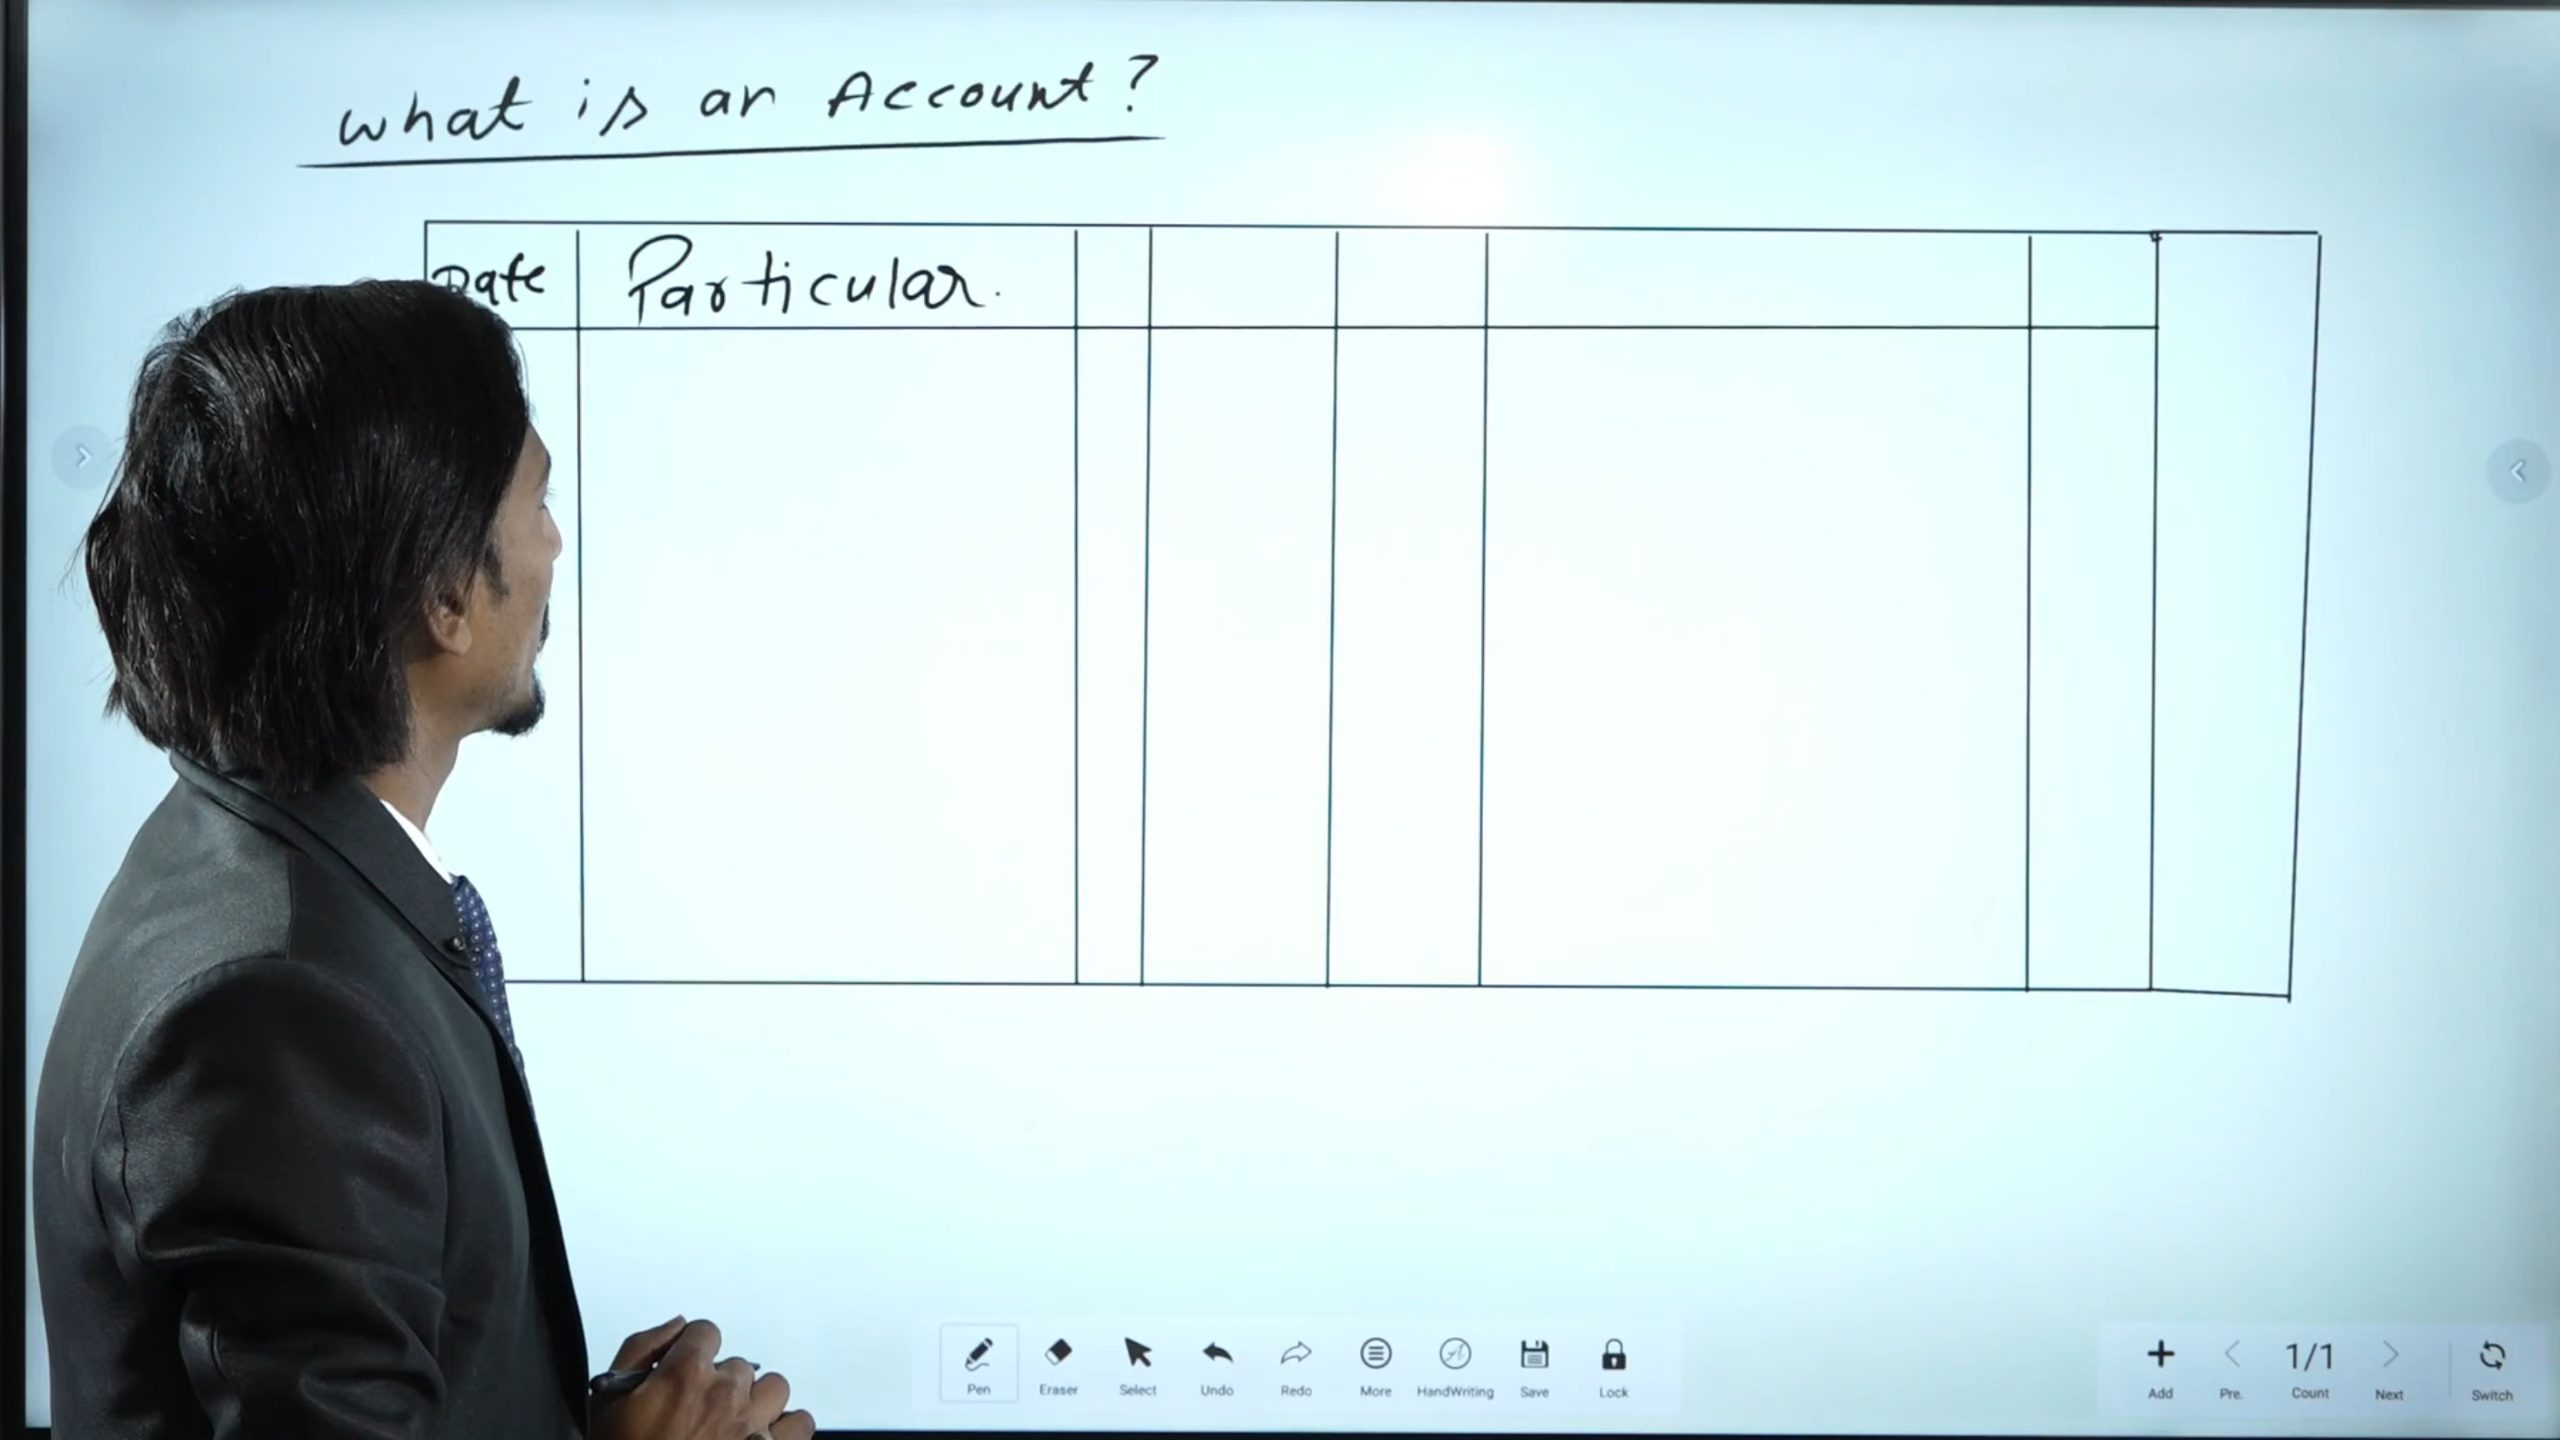 What is an Account?
Date Particular.
Pen Eraser Select Undo Redo More HandWriting Save Lock
1/1
Add Pre. Count Next Switch